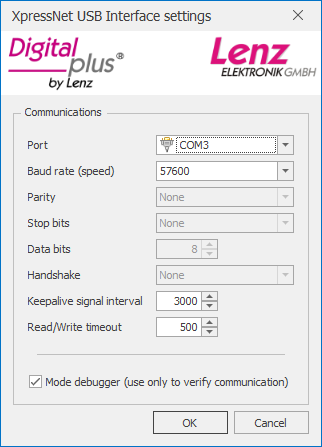 XpressNet USB Interface settings
Digital plus®
by Lenz
Lenz
ELEKTRONIK GMBH
Communications
Port COM3
Baud rate (speed) 57600
Parity None
Stop bits None
Data bits 8
Handshake None
Keepalive signal interval 3000
Read/Write timeout 500
Mode debugger (use only to verify communication)
OK Cancel